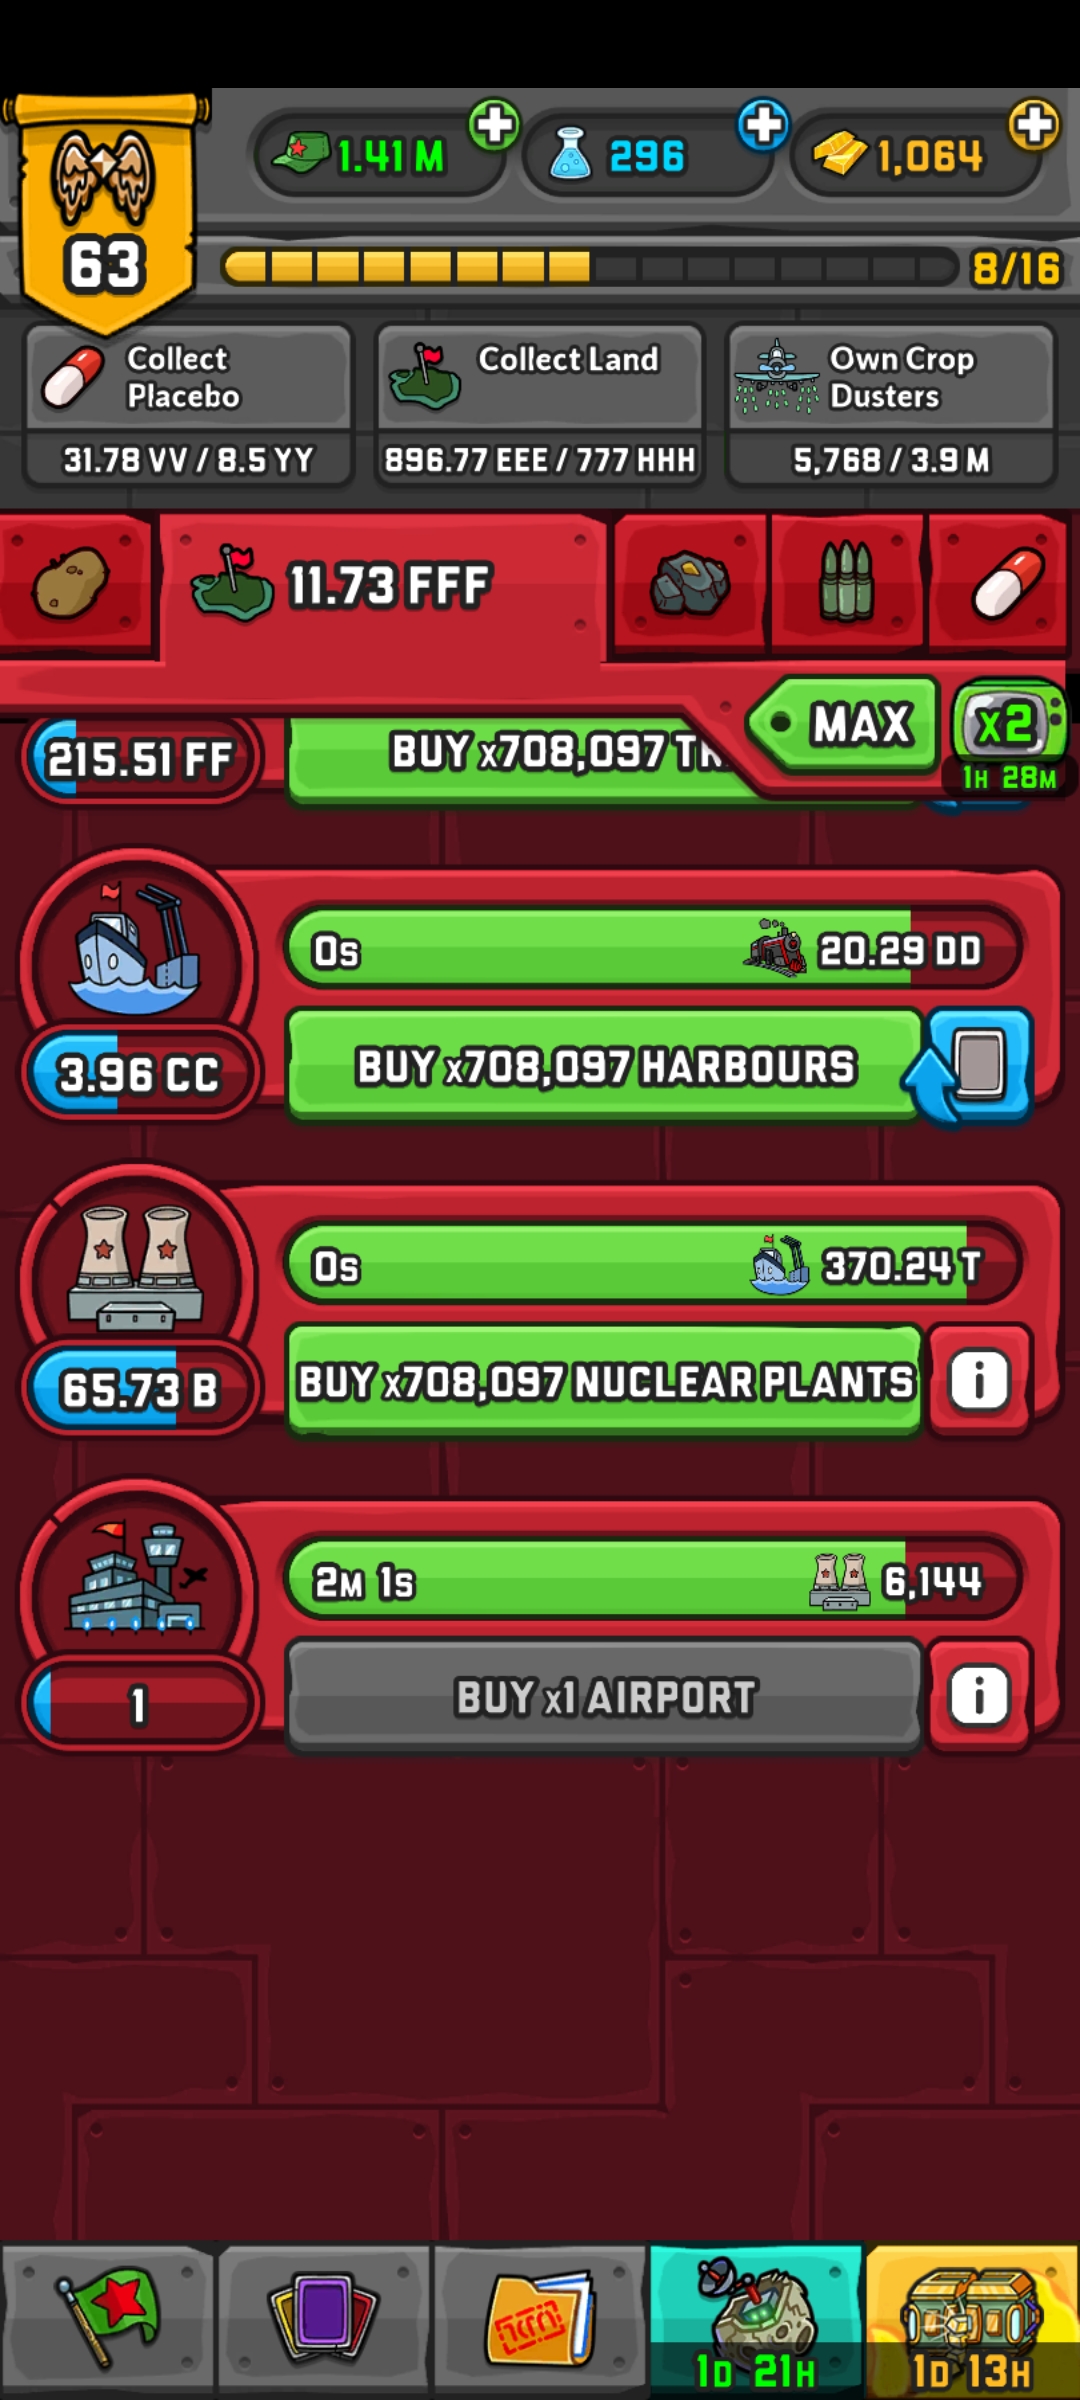 63
1.41 M
296
1,064
8/16
Collect
Placebo
31.78 VV / 8.5 YY
Collect Land
896.77 EEE / 777 HHH
Own Crop
Dusters
5,768 / 3.9 M
11.73 FFF
MAX
x2
1H 28M
215.51 FF
BUY x708,097
0s
20.29 DD
3.96 CC
BUY x708,097 HARBOURS
0s
370.24 T
65.73 B
BUY x708,097 NUCLEAR PLANTS
i
2M 1s
6,144
1
BUY x1 AIRPORT
i
1D 21H
1D 13H